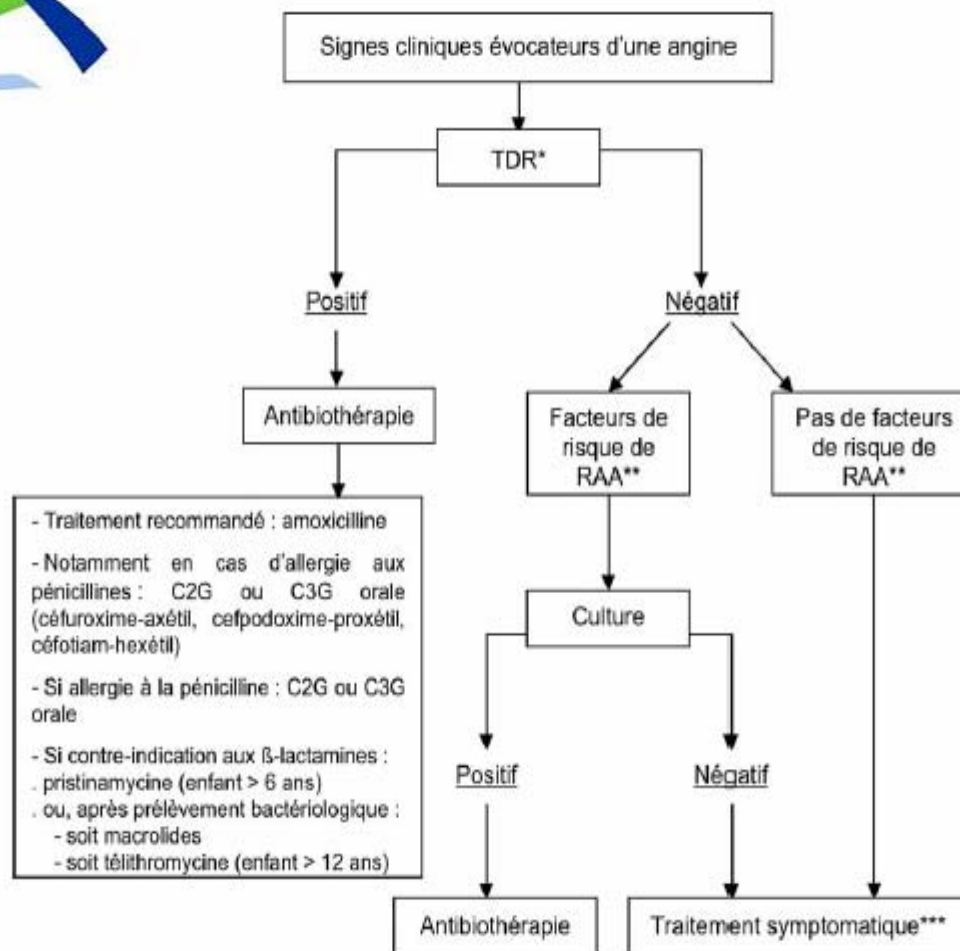 Signes cliniques évocateurs d'une angine
TDR*
Positif
Négatif
Antibiothérapie
Facteurs de
risque de
RAA**
Pas de facteurs
de risque de
RAA**
- Traitement recommandé : amoxicilline
- Notamment en cas d'allergie aux
pénicillines : C2G ou C3G orale
(céfuroxime-axétil, cefpodoxime-proxétil,
céfotiam-hexétil)
- Si allergie à la pénicilline : C2G ou C3G
orale
- Si contre-indication aux ß-lactamines :
. pristinamycine (enfant > 6 ans)
. ou, après prélèvement bactériologique :
- soit macrolides
- soit télithromycine (enfant > 12 ans)
Culture
Positif
Négatif
Antibiothérapie
Traitement symptomatique***